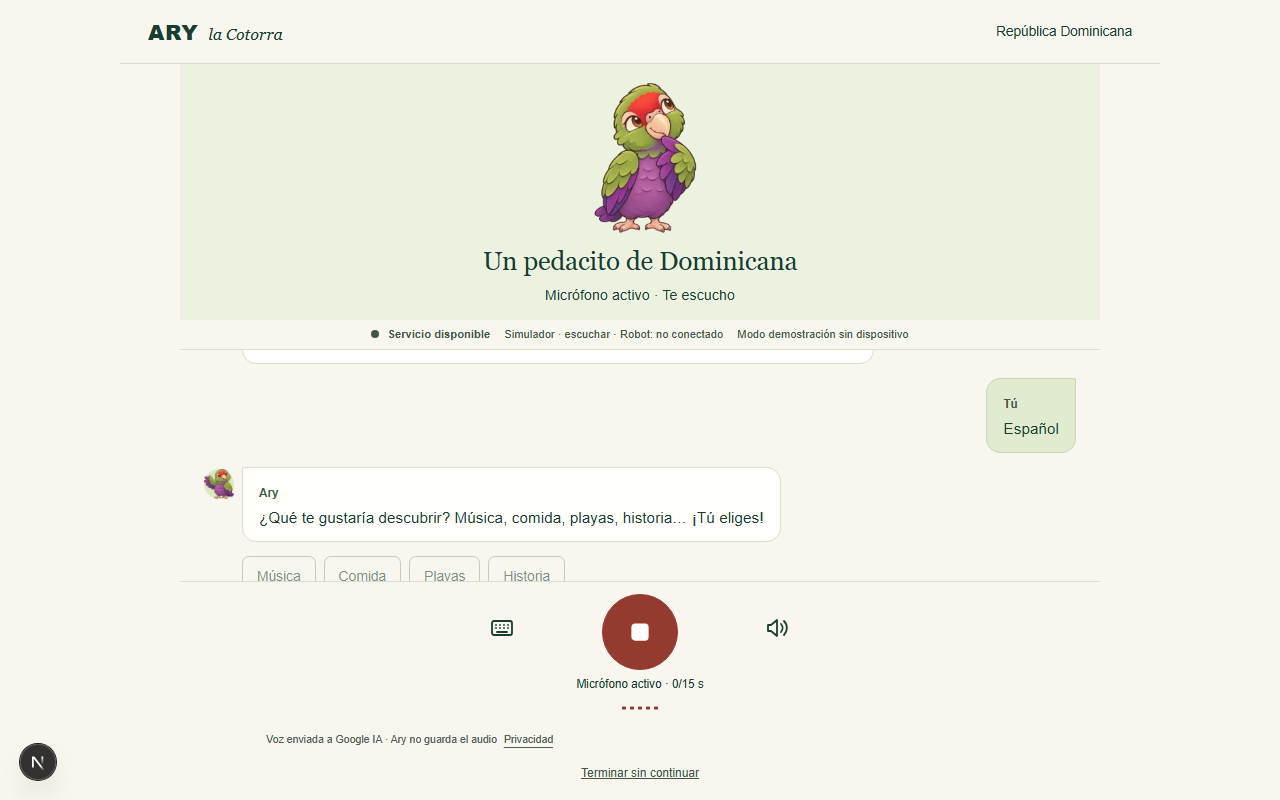 ARY la Cotorra
República Dominicana
Un pedacito de Dominicana
Micrófono activo · Te escucho
Servicio disponible Simulador · escuchar · Robot: no conectado Modo demostración sin dispositivo
Tú
Español
Ary
¿Qué te gustaría descubrir? Música, comida, playas, historia… ¡Tú eliges!
Música Comida Playas Historia
Micrófono activo · 0/15 s
Voz enviada a Google IA · Ary no guarda el audio Privacidad
N
Terminar sin continuar